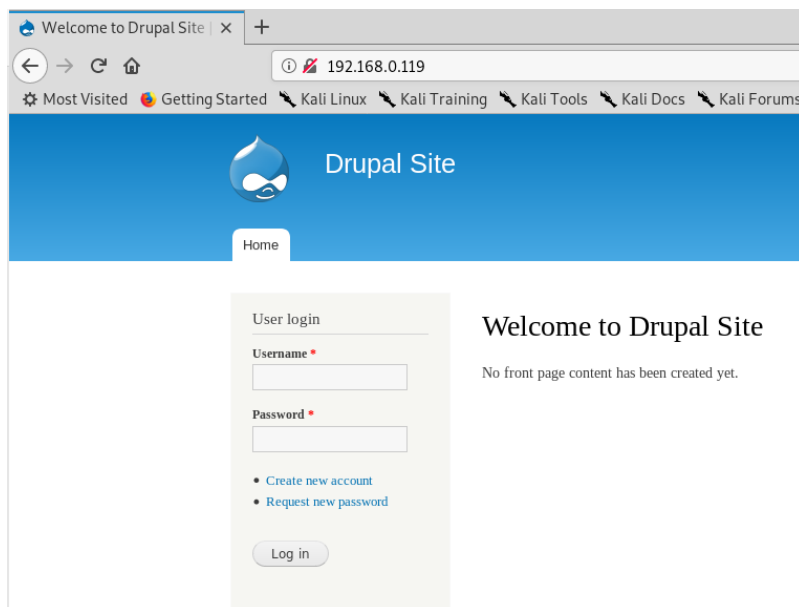 Welcome to Drupal Site |
192.168.0.119
Most Visited Getting Started Kali Linux Kali Training Kali Tools Kali Docs Kali Forums
Drupal Site
Home
User login
Welcome to Drupal Site
Username *
No front page content has been created yet.
Password *
Create new account
Request new password
Log in